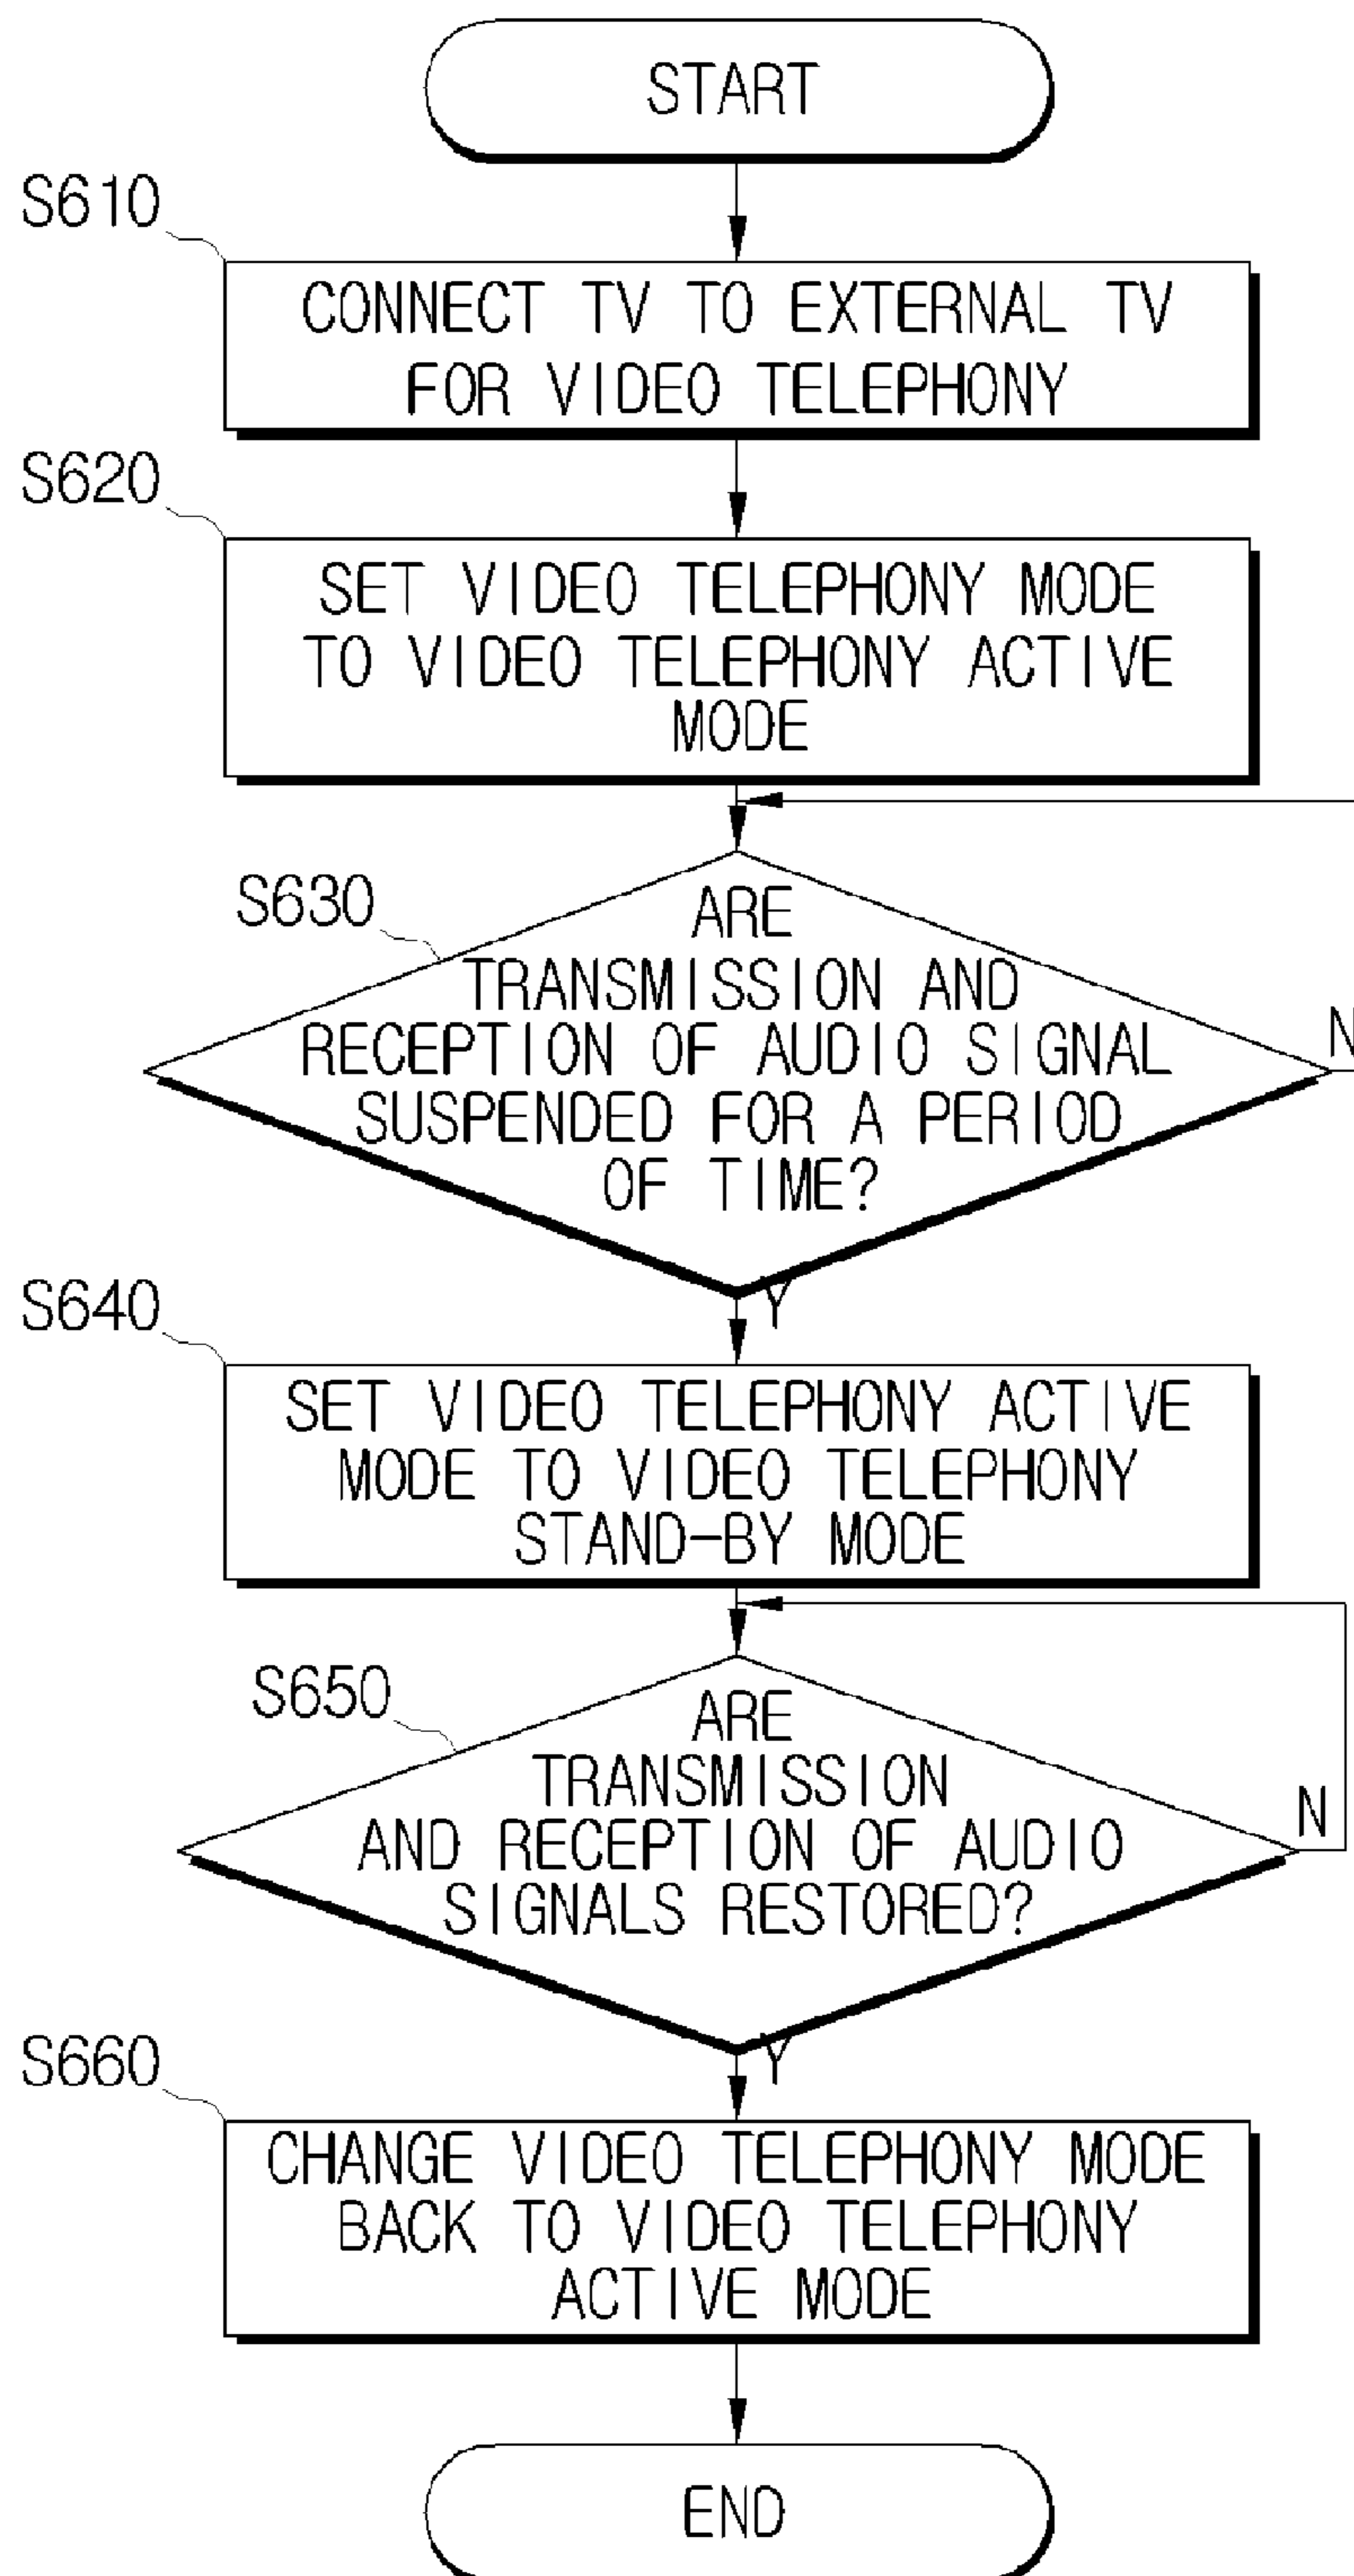 START
S610
CONNECT TV TO EXTERNAL TV
FOR VIDEO TELEPHONY
S620
SET VIDEO TELEPHONY MODE
TO VIDEO TELEPHONY ACTIVE
MODE
S630
ARE
TRANSMISSION AND
RECEPTION OF AUDIO SIGNAL
SUSPENDED FOR A PERIOD
OF TIME?
N
Y
S640
SET VIDEO TELEPHONY ACTIVE
MODE TO VIDEO TELEPHONY
STAND-BY MODE
S650
ARE
TRANSMISSION
AND RECEPTION OF AUDIO
SIGNALS RESTORED?
N
Y
S660
CHANGE VIDEO TELEPHONY MODE
BACK TO VIDEO TELEPHONY
ACTIVE MODE
END